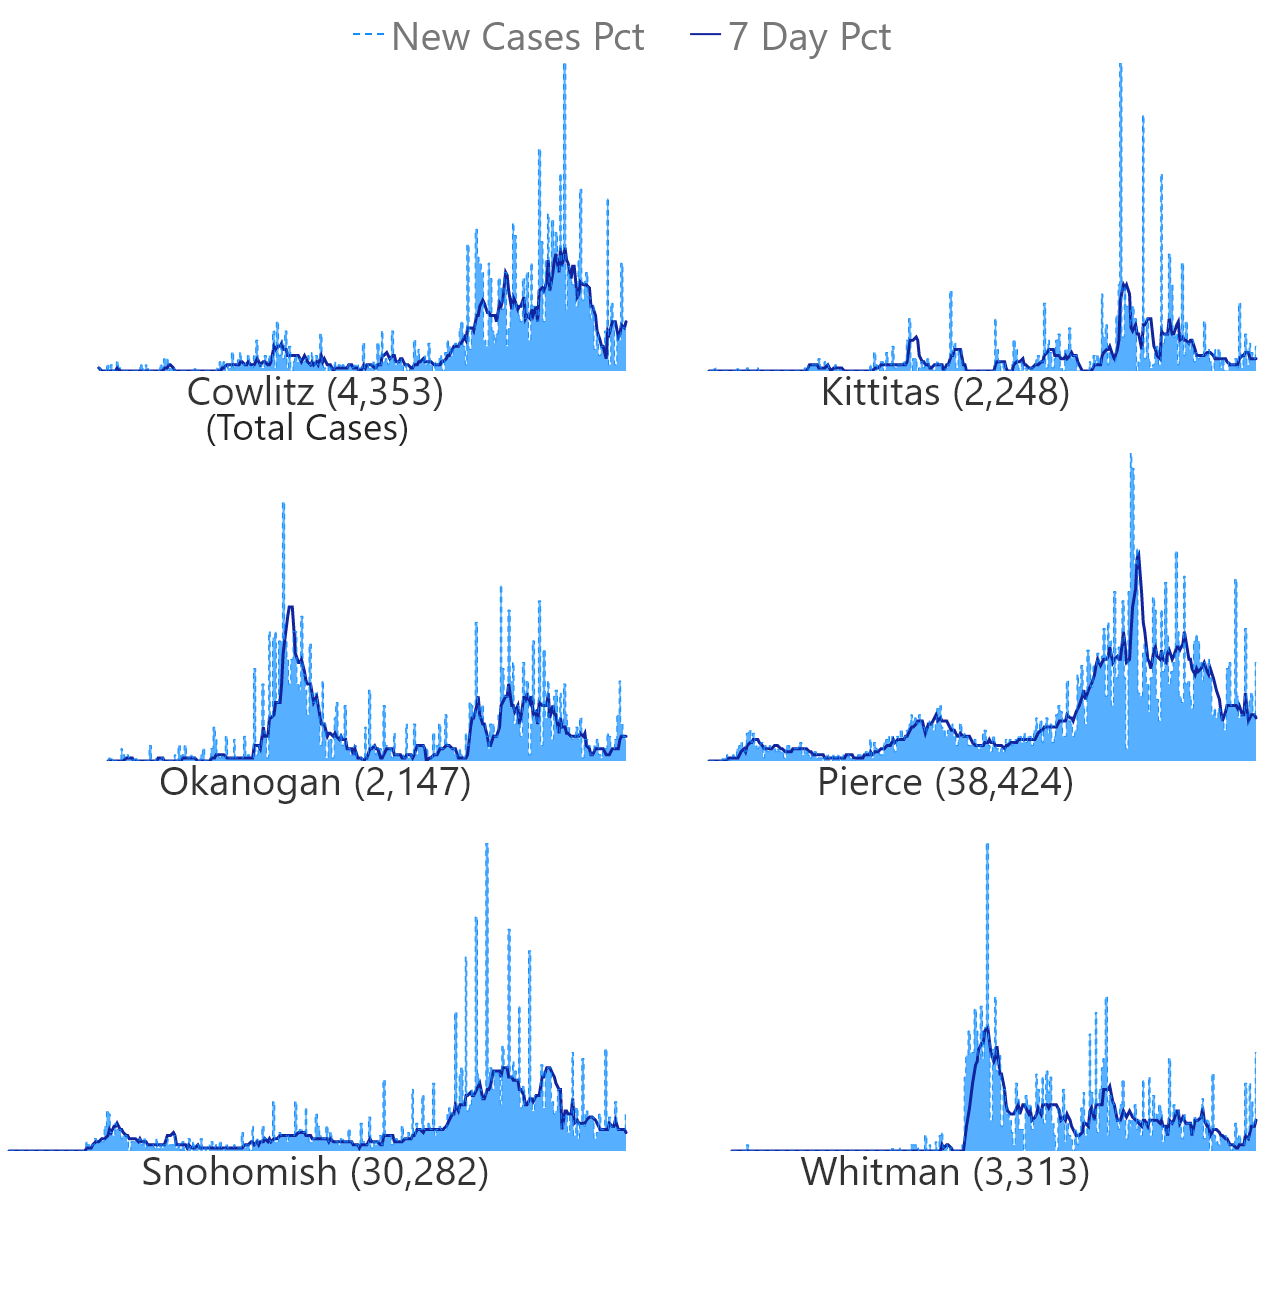 New Cases Pct 7 Day Pct
Cowlitz (4,353) Kittitas (2,248)
(Total Cases)
Okanogan (2,147) Pierce (38,424)
Snohomish (30,282) Whitman (3,313)